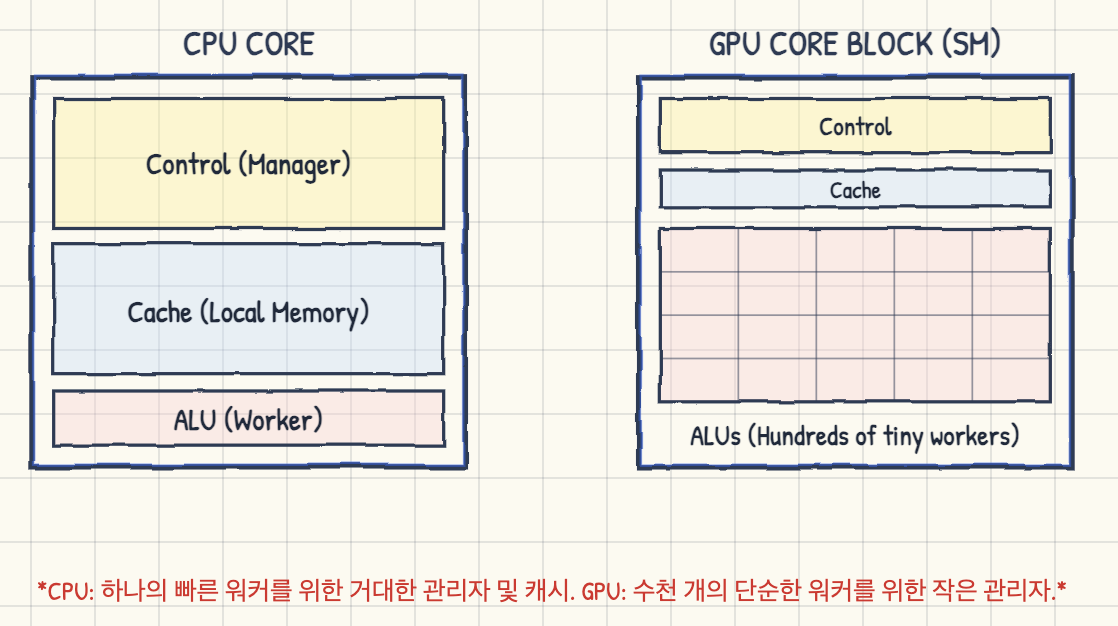 CPU CORE
Control (Manager)
Cache (Local Memory)
ALU (Worker)
GPU CORE BLOCK (SM)
Control
Cache
ALUs (Hundreds of tiny workers)
*CPU: 하나의 빠른 워커를 위한 거대한 관리자 및 캐시. GPU: 수천 개의 단순한 워커를 위한 작은 관리자.*